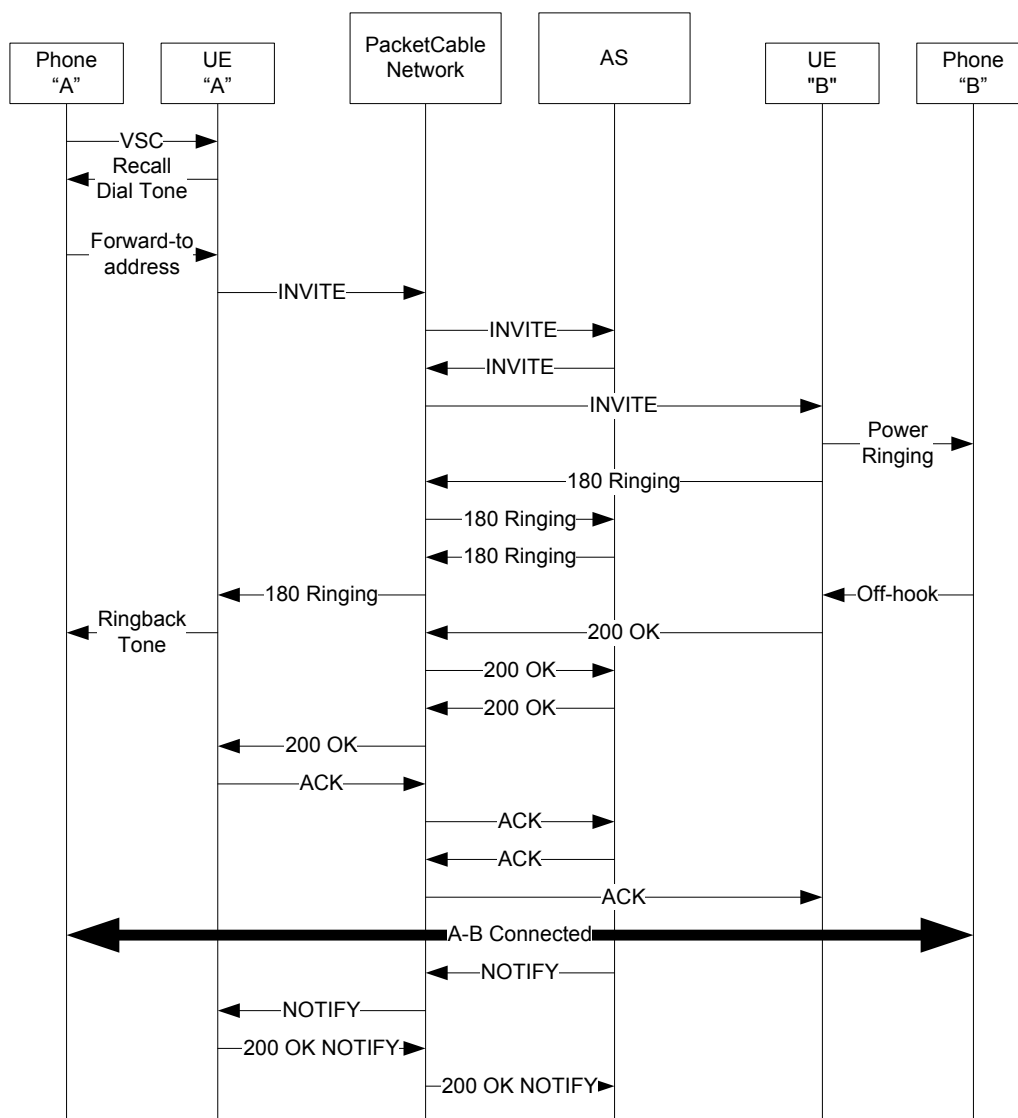 Phone
“A”
UE
“A”
PacketCable
Network
AS
UE
"B"
Phone
“B”
VSC
Recall
Dial Tone
Forward-to
address
INVITE
INVITE
INVITE
INVITE
Power
Ringing
180 Ringing
180 Ringing
180 Ringing
180 Ringing
Off-hook
Ringback
Tone
200 OK
200 OK
200 OK
200 OK
ACK
ACK
ACK
ACK
A-B Connected
NOTIFY
NOTIFY
200 OK NOTIFY
200 OK NOTIFY